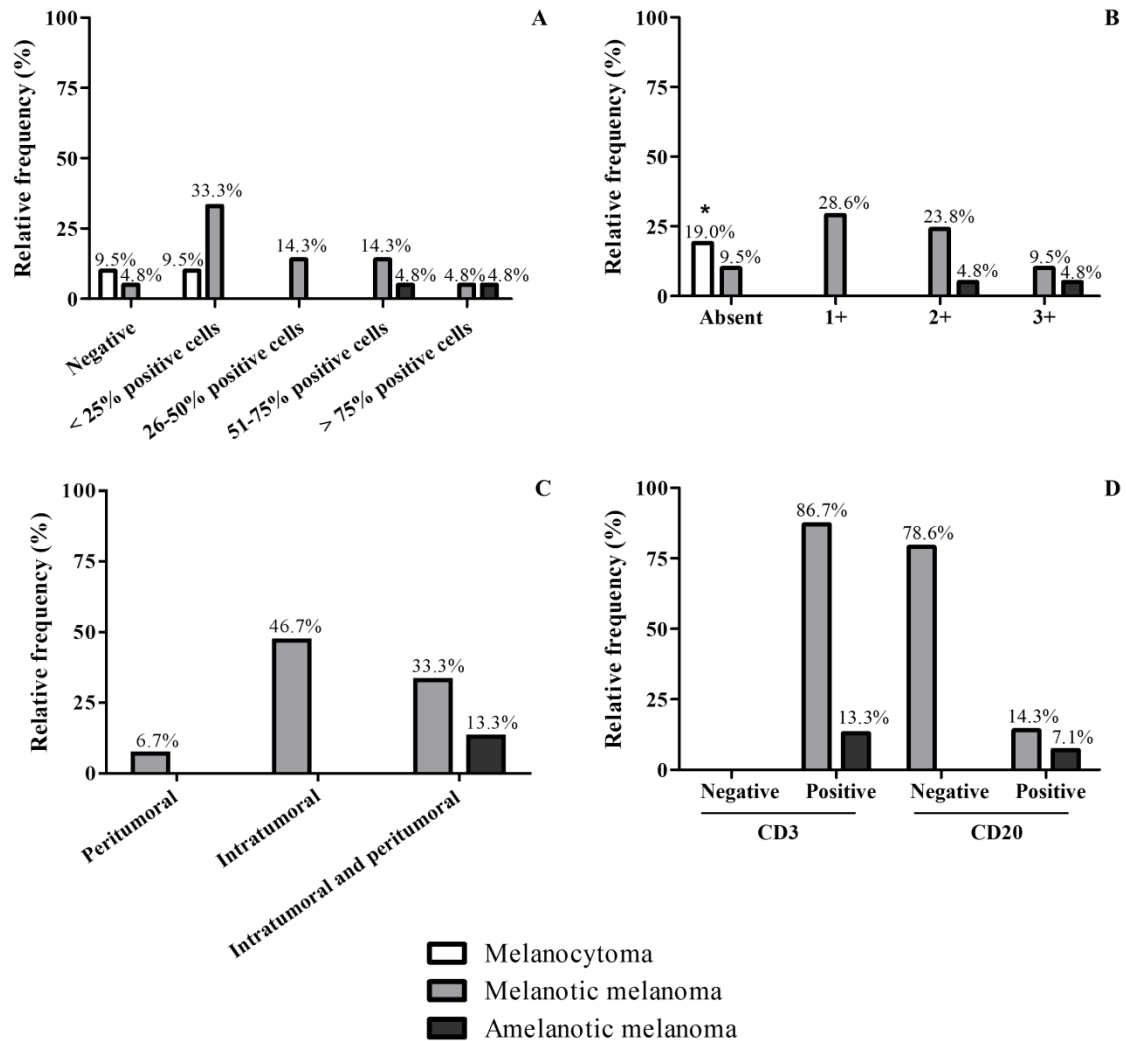 A
Relative frequency (%)
100
75
50
25
0
9.5%
4.8%
9.5%
33.3%
14.3%
14.3%
4.8%
4.8%
4.8%
Negative
< 25% positive cells
26-50% positive cells
51-75% positive cells
> 75% positive cells
B
Relative frequency (%)
100
75
50
25
0
*
19.0%
9.5%
28.6%
23.8%
4.8%
9.5%
4.8%
Absent
1+
2+
3+
C
Relative frequency (%)
100
75
50
25
0
6.7%
46.7%
33.3%
13.3%
Peritumoral
Intratumoral
Intratumoral and peritumoral
D
Relative frequency (%)
100
75
50
25
0
86.7%
13.3%
78.6%
14.3%
7.1%
Negative
Positive
Negative
Positive
CD3
CD20
Melanocytoma
Melanotic melanoma
Amelanotic melanoma